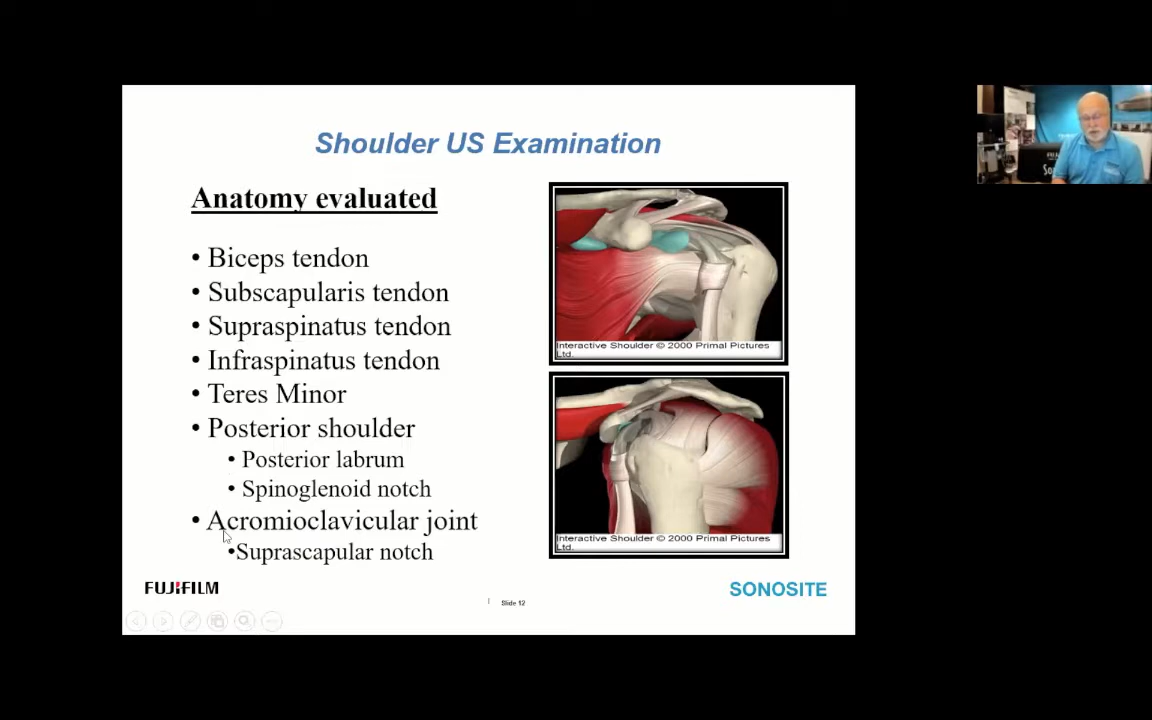 Shoulder US Examination
Anatomy evaluated
• Biceps tendon
• Subscapularis tendon
• Supraspinatus tendon
• Infraspinatus tendon
• Teres Minor
• Posterior shoulder
• Posterior labrum
• Spinoglenoid notch
• Acromioclavicular joint
•Suprascapular notch
Interactive Shoulder © 2000 Primal Pictures
Ltd.
Interactive Shoulder © 2000 Primal Pictures
Ltd.
FUJIFILM
SONOSITE
Slide 12